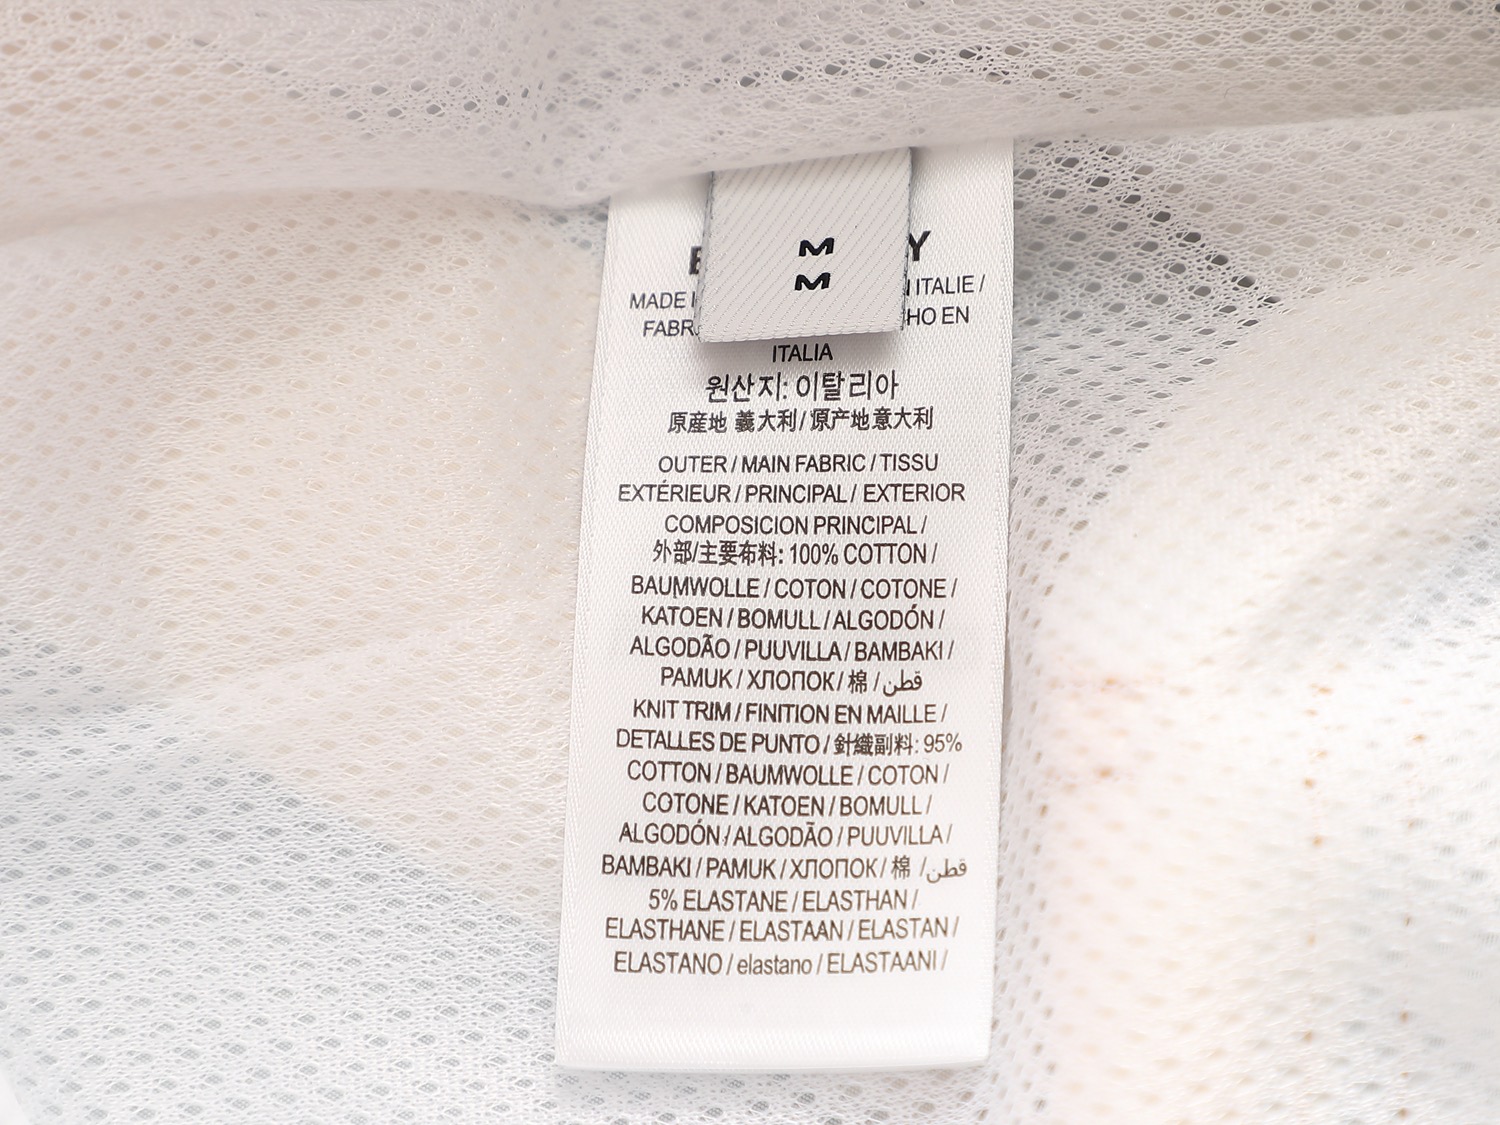 M
M
MADE
ITALIE /
HO EN
ITALIA
원산지: 이탈리아
原産地 義大利 / 原产地意大利
OUTER / MAIN FABRIC / TISSU
EXTÉRIEUR / PRINCIPAL / EXTERIOR
COMPOSICION PRINCIPAL /
外部/主要布料: 100% COTTON /
BAUMWOLLE / COTON / COTONE /
KATOEN / BOMULL / ALGODÓN /
ALGODÃO / PUUVILLA / BAMBAKI /
PAMUK / ХЛОПОК / 棉 / قطن
KNIT TRIM / FINITION EN MAILLE /
DETALLES DE PUNTO / 針織副料: 95%
COTTON / BAUMWOLLE / COTON /
COTONE / KATOEN / BOMULL /
ALGODÓN / ALGODÃO / PUUVILLA /
BAMBAKI / PAMUK / ХЛОПОК / 棉 / قطن
5% ELASTANE / ELASTHAN /
ELASTHANE / ELASTAAN / ELASTAN /
ELASTANO / elastano / ELASTAANI /